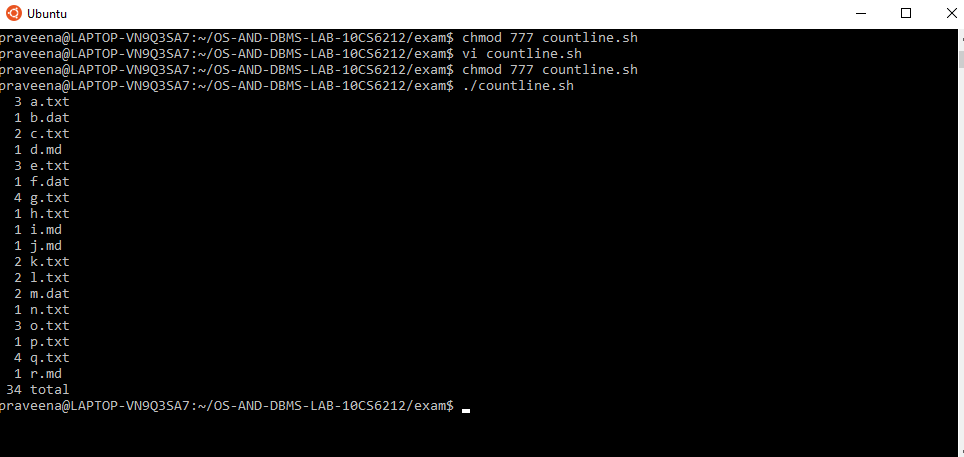 Ubuntu
praveena@LAPTOP-VN9Q3SA7:~/OS-AND-DBMS-LAB-10CS6212/exam$ chmod 777 countline.sh
praveena@LAPTOP-VN9Q3SA7:~/OS-AND-DBMS-LAB-10CS6212/exam$ vi countline.sh
praveena@LAPTOP-VN9Q3SA7:~/OS-AND-DBMS-LAB-10CS6212/exam$ chmod 777 countline.sh
praveena@LAPTOP-VN9Q3SA7:~/OS-AND-DBMS-LAB-10CS6212/exam$ ./countline.sh
3 a.txt
1 b.dat
2 c.txt
1 d.md
3 e.txt
1 f.dat
4 g.txt
1 h.txt
1 i.md
1 j.md
2 k.txt
2 l.txt
2 m.dat
1 n.txt
3 o.txt
1 p.txt
4 q.txt
1 r.md
34 total
praveena@LAPTOP-VN9Q3SA7:~/OS-AND-DBMS-LAB-10CS6212/exam$